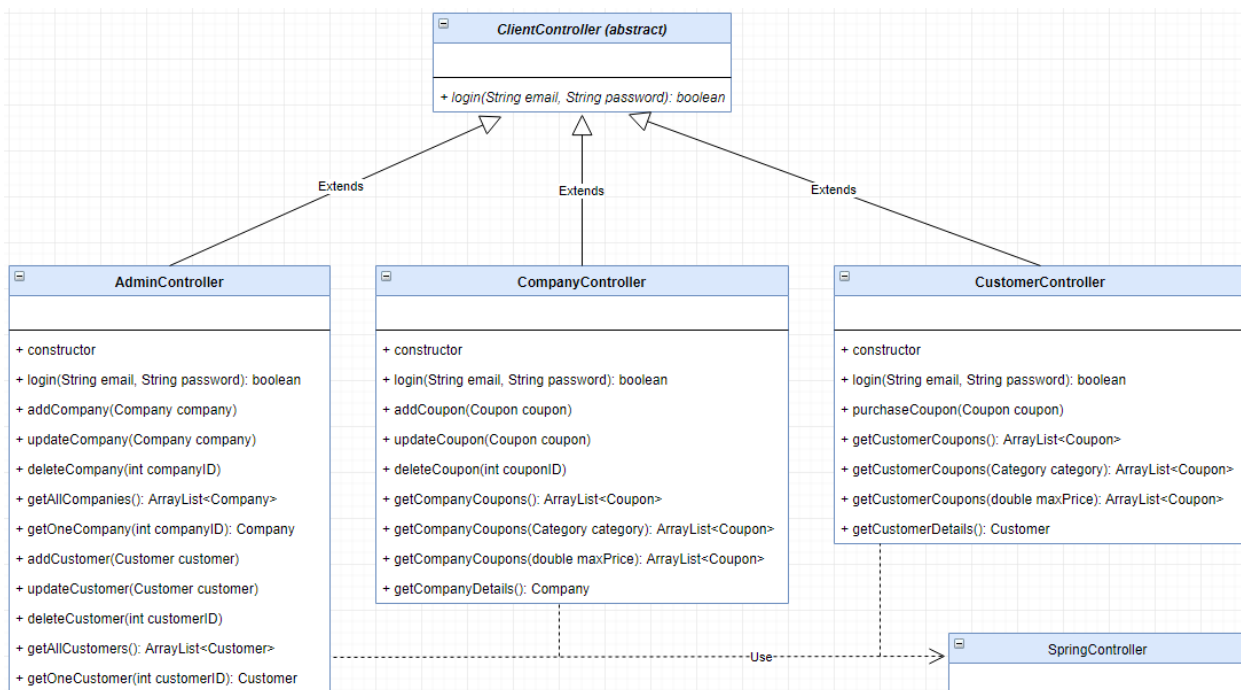 ClientController (abstract)
+ login(String email, String password): boolean
Extends
Extends
Extends
AdminController
+ constructor
+ login(String email, String password): boolean
+ addCompany(Company company)
+ updateCompany(Company company)
+ deleteCompany(int companyID)
+ getAllCompanies(): ArrayList<Company>
+ getOneCompany(int companyID): Company
+ addCustomer(Customer customer)
+ updateCustomer(Customer customer)
+ deleteCustomer(int customerID)
+ getAllCustomers(): ArrayList<Customer>
+ getOneCustomer(int customerID): Customer
CompanyController
+ constructor
+ login(String email, String password): boolean
+ addCoupon(Coupon coupon)
+ updateCoupon(Coupon coupon)
+ deleteCoupon(int couponID)
+ getCompanyCoupons(): ArrayList<Coupon>
+ getCompanyCoupons(Category category): ArrayList<Coupon>
+ getCompanyCoupons(double maxPrice): ArrayList<Coupon>
+ getCompanyDetails(): Company
CustomerController
+ constructor
+ login(String email, String password): boolean
+ purchaseCoupon(Coupon coupon)
+ getCustomerCoupons(): ArrayList<Coupon>
+ getCustomerCoupons(Category category): ArrayList<Coupon>
+ getCustomerCoupons(double maxPrice): ArrayList<Coupon>
+ getCustomerDetails(): Customer
Use
SpringController